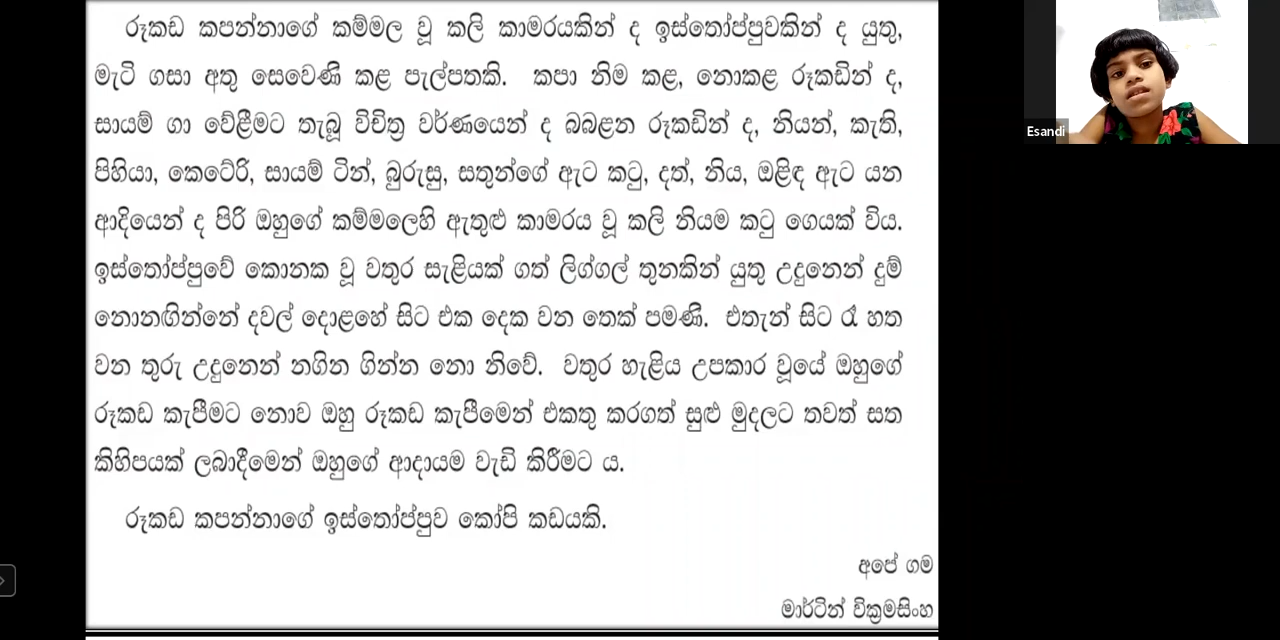 රූකඩ කපන්නාගේ කම්මල වූ කලි කාමරයකින් ද ඉස්තෝප්පුවකින් ද යුතු,
මැටි ගසා අතු සෙවෙණි කළ පැල්පතකි. කපා නිම කළ, නොකළ රූකඩින් ද,
සායම් ගා වේළීමට තැබූ විචිත්‍ර වර්ණයෙන් ද බබළන රූකඩින් ද, නියන්, කැති,
පිහියා, කෙටේරි, සායම් ටින්, බුරුසු, සතුන්ගේ ඇට කටු, දත්, නිය, ඔළිඳ ඇට යන
ආදියෙන් ද පිරි ඔහුගේ කම්මලෙහි ඇතුළු කාමරය වූ කලි නියම කටු ගෙයක් විය.
ඉස්තෝප්පුවේ කොනක වූ වතුර සැළියක් ගත් ලිග්ගල් තුනකින් යුතු උදුනෙන් දුම්
නොනඟින්නේ දවල් දොළහේ සිට එක දෙක වන තෙක් පමණි. එතැන් සිට රෑ හත
වන තුරු උදුනෙන් නගින ගින්න නො නිවේ. වතුර හැළිය උපකාර වූයේ ඔහුගේ
රූකඩ කැපීමට නොව ඔහු රූකඩ කැපීමෙන් එකතු කරගත් සුළු මුදලට තවත් සත
කිහිපයක් ලබාදීමෙන් ඔහුගේ ආදායම වැඩි කිරීමට ය.
රූකඩ කපන්නාගේ ඉස්තෝප්පුව කෝපි කඩයකි.
අපේ ගම
මාර්ටින් වික්‍රමසිංහ
Esandi